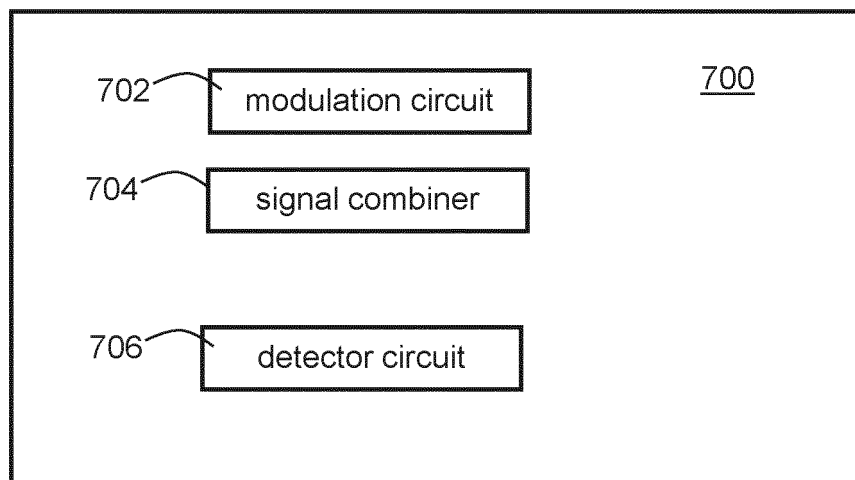 702 modulation circuit 700
704 signal combiner
706 detector circuit